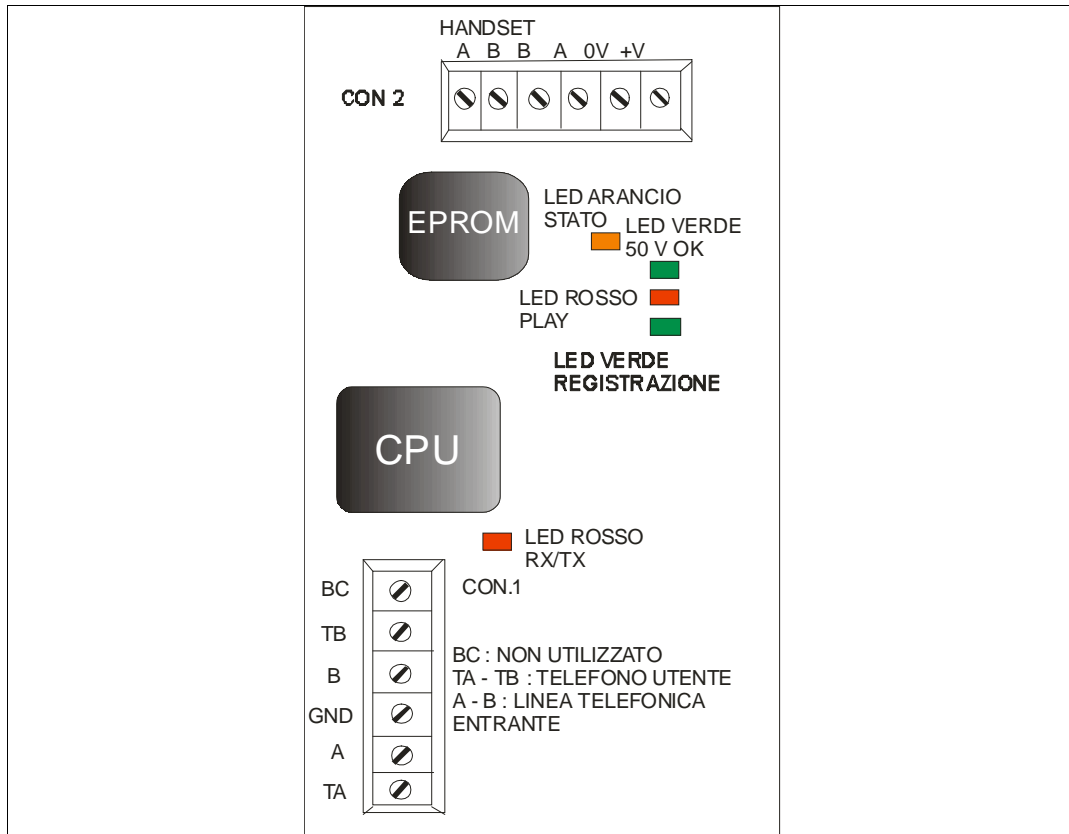 HANDSET
A B B A 0V +V
CON 2
EPROM
LED ARANCIO
STATO
LED VERDE
50 V OK
LED ROSSO
PLAY
LED VERDE
REGISTRAZIONE
CPU
LED ROSSO
RX/TX
CON.1
BC
TB
B
GND
A
TA
BC : NON UTILIZZATO
TA - TB : TELEFONO UTENTE
A - B : LINEA TELEFONICA
ENTRANTE